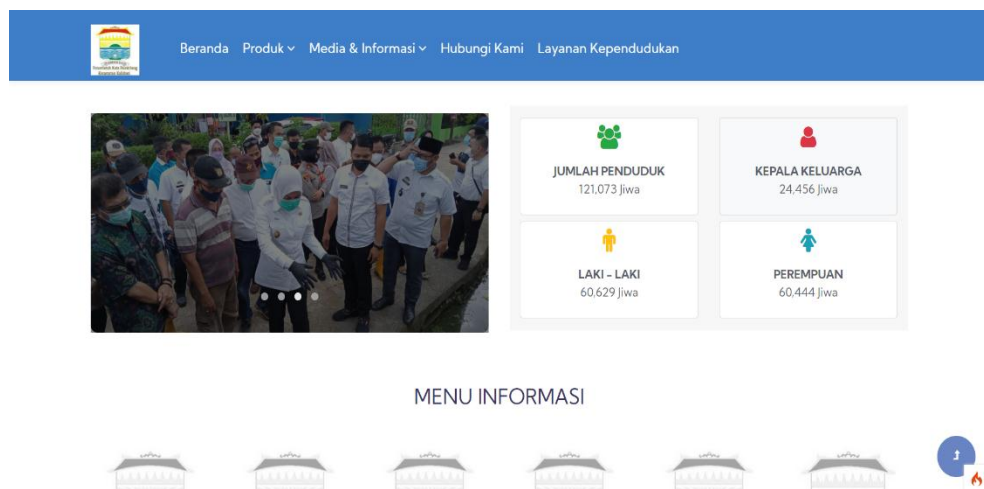 Beranda Produk Media & Informasi Hubungi Kami Layanan Kependudukan
JUMLAH PENDUDUK
121,073 Jiwa
KEPALA KELUARGA
24,456 Jiwa
LAKI - LAKI
60,629 Jiwa
PEREMPUAN
60,444 Jiwa
MENU INFORMASI